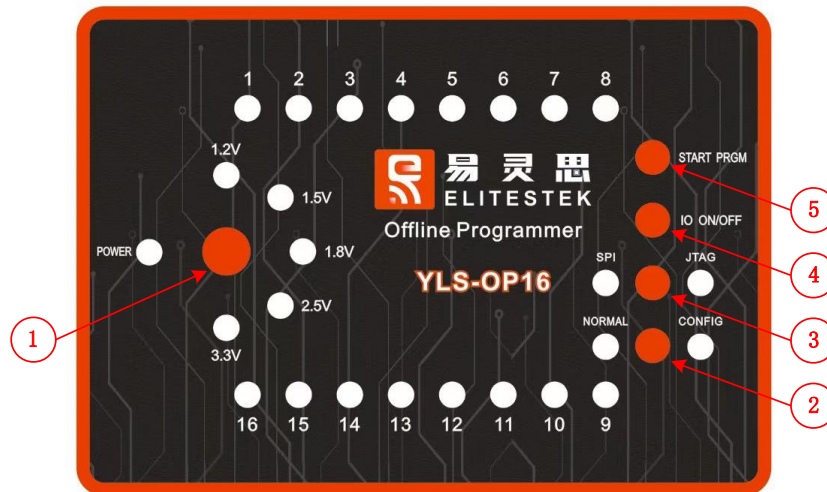 1 2 3 4 5 6 7 8
1.2V
START PRGM
易灵思
ELITESTEK
1.5V
5
IO ON/OFF
Offline Programmer
POWER
1.8V
SPI
JTAG
4
YLS-OP16
2.5V
NORMAL
CONFIG
1
3
3.3V
2
16 15 14 13 12 11 10 9